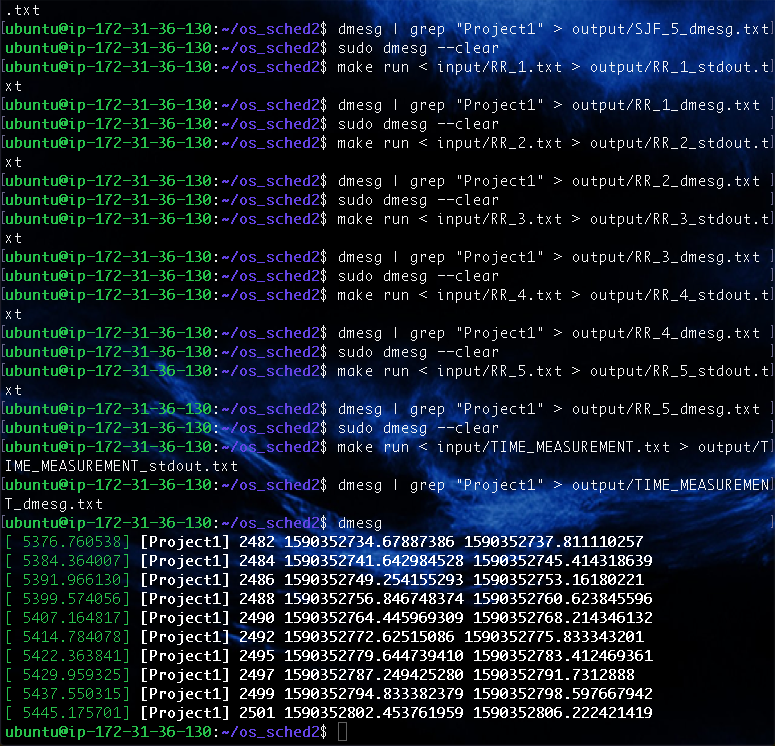 .txt
[ubuntu@ip-172-31-36-130:~/os_sched2$ dmesg | grep "Project1" > output/SJF_5_dmesg.txt]
[ubuntu@ip-172-31-36-130:~/os_sched2$ sudo dmesg --clear ]
[ubuntu@ip-172-31-36-130:~/os_sched2$ make run < input/RR_1.txt > output/RR_1_stdout.t]
xt
[ubuntu@ip-172-31-36-130:~/os_sched2$ dmesg | grep "Project1" > output/RR_1_dmesg.txt ]
[ubuntu@ip-172-31-36-130:~/os_sched2$ sudo dmesg --clear ]
[ubuntu@ip-172-31-36-130:~/os_sched2$ make run < input/RR_2.txt > output/RR_2_stdout.t]
xt
[ubuntu@ip-172-31-36-130:~/os_sched2$ dmesg | grep "Project1" > output/RR_2_dmesg.txt ]
[ubuntu@ip-172-31-36-130:~/os_sched2$ sudo dmesg --clear ]
[ubuntu@ip-172-31-36-130:~/os_sched2$ make run < input/RR_3.txt > output/RR_3_stdout.t]
xt
[ubuntu@ip-172-31-36-130:~/os_sched2$ dmesg | grep "Project1" > output/RR_3_dmesg.txt ]
[ubuntu@ip-172-31-36-130:~/os_sched2$ sudo dmesg --clear ]
[ubuntu@ip-172-31-36-130:~/os_sched2$ make run < input/RR_4.txt > output/RR_4_stdout.t]
xt
[ubuntu@ip-172-31-36-130:~/os_sched2$ dmesg | grep "Project1" > output/RR_4_dmesg.txt ]
[ubuntu@ip-172-31-36-130:~/os_sched2$ sudo dmesg --clear ]
[ubuntu@ip-172-31-36-130:~/os_sched2$ make run < input/RR_5.txt > output/RR_5_stdout.t]
xt
[ubuntu@ip-172-31-36-130:~/os_sched2$ dmesg | grep "Project1" > output/RR_5_dmesg.txt ]
[ubuntu@ip-172-31-36-130:~/os_sched2$ sudo dmesg --clear ]
[ubuntu@ip-172-31-36-130:~/os_sched2$ make run < input/TIME_MEASUREMENT.txt > output/T]
IME_MEASUREMENT_stdout.txt
[ubuntu@ip-172-31-36-130:~/os_sched2$ dmesg | grep "Project1" > output/TIME_MEASUREMEN]
T_dmesg.txt
[ubuntu@ip-172-31-36-130:~/os_sched2$ dmesg ]
[ 5376.760538] [Project1] 2482 1590352734.67887386 1590352737.811110257
[ 5384.364007] [Project1] 2484 1590352741.642984528 1590352745.414318639
[ 5391.966130] [Project1] 2486 1590352749.254155293 1590352753.16180221
[ 5399.574056] [Project1] 2488 1590352756.846748374 1590352760.623845596
[ 5407.164817] [Project1] 2490 1590352764.445969309 1590352768.214346132
[ 5414.784078] [Project1] 2492 1590352772.62515086 1590352775.833343201
[ 5422.363841] [Project1] 2495 1590352779.644739410 1590352783.412469361
[ 5429.959325] [Project1] 2497 1590352787.249425280 1590352791.7312888
[ 5437.550315] [Project1] 2499 1590352794.833382379 1590352798.597667942
[ 5445.175701] [Project1] 2501 1590352802.453761959 1590352806.222421419
ubuntu@ip-172-31-36-130:~/os_sched2$